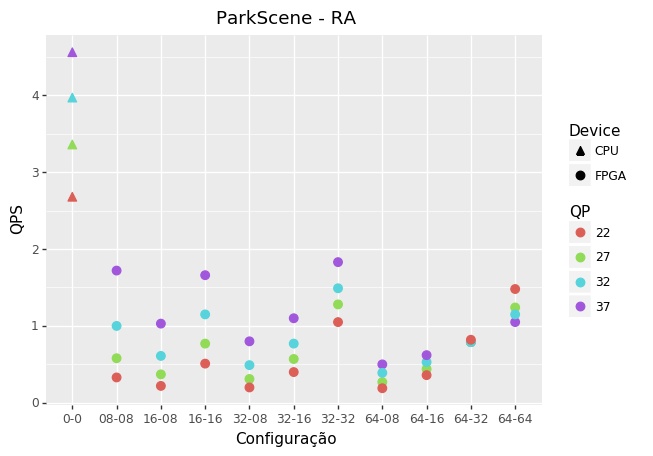 ParkScene - RA
QPS
4
3
2
1
0
0-0 08-08 16-08 16-16 32-08 32-16 32-32 64-08 64-16 64-32 64-64
Configuração
Device
CPU
FPGA
QP
22
27
32
37